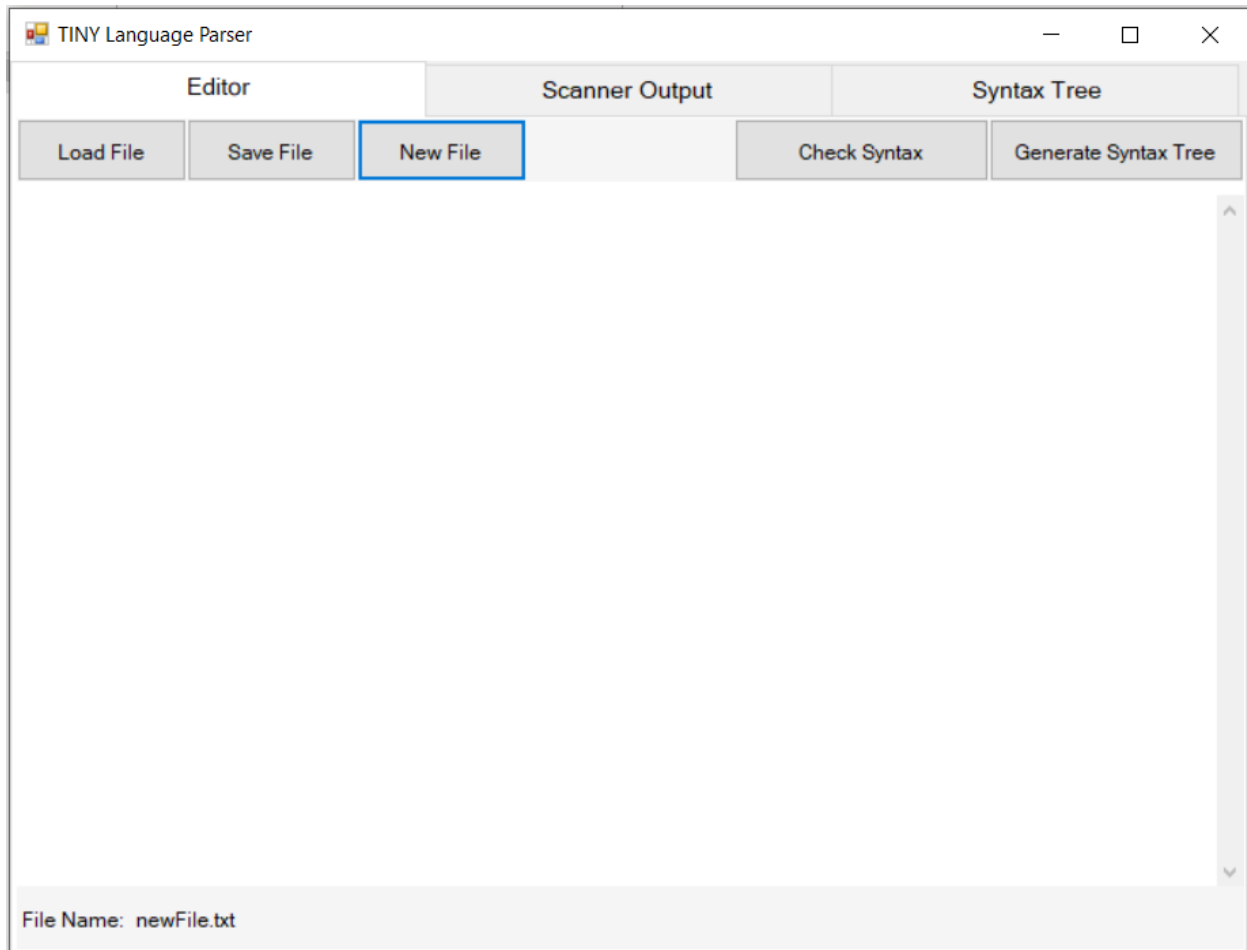 TINY Language Parser
Editor Scanner Output Syntax Tree
Load File Save File New File Check Syntax Generate Syntax Tree
File Name: newFile.txt